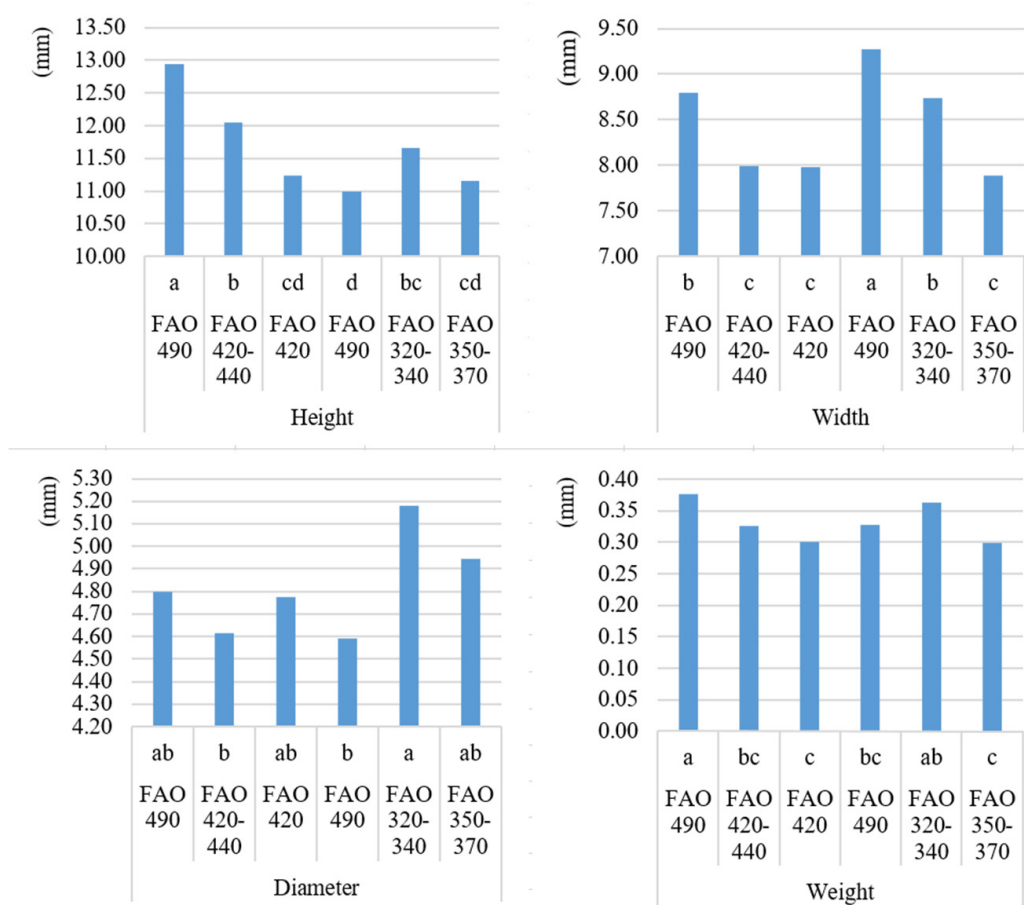 (mm)
13.50
13.00
12.50
12.00
11.50
11.00
10.50
10.00
a b cd d bc cd
FAO FAO FAO FAO FAO FAO
490 420- 420 490 320- 350-
440 340 370
Height
(mm)
9.50
9.00
8.50
8.00
7.50
7.00
b c c a b c
FAO FAO FAO FAO FAO FAO
490 420- 420 490 320- 350-
440 340 370
Width
(mm)
5.30
5.20
5.10
5.00
4.90
4.80
4.70
4.60
4.50
4.40
4.30
4.20
ab b ab b a ab
FAO FAO FAO FAO FAO FAO
490 420- 420 490 320- 350-
440 340 370
Diameter
(mm)
0.40
0.35
0.30
0.25
0.20
0.15
0.10
0.05
0.00
a bc c bc ab c
FAO FAO FAO FAO FAO FAO
490 420- 420 490 320- 350-
440 340 370
Weight